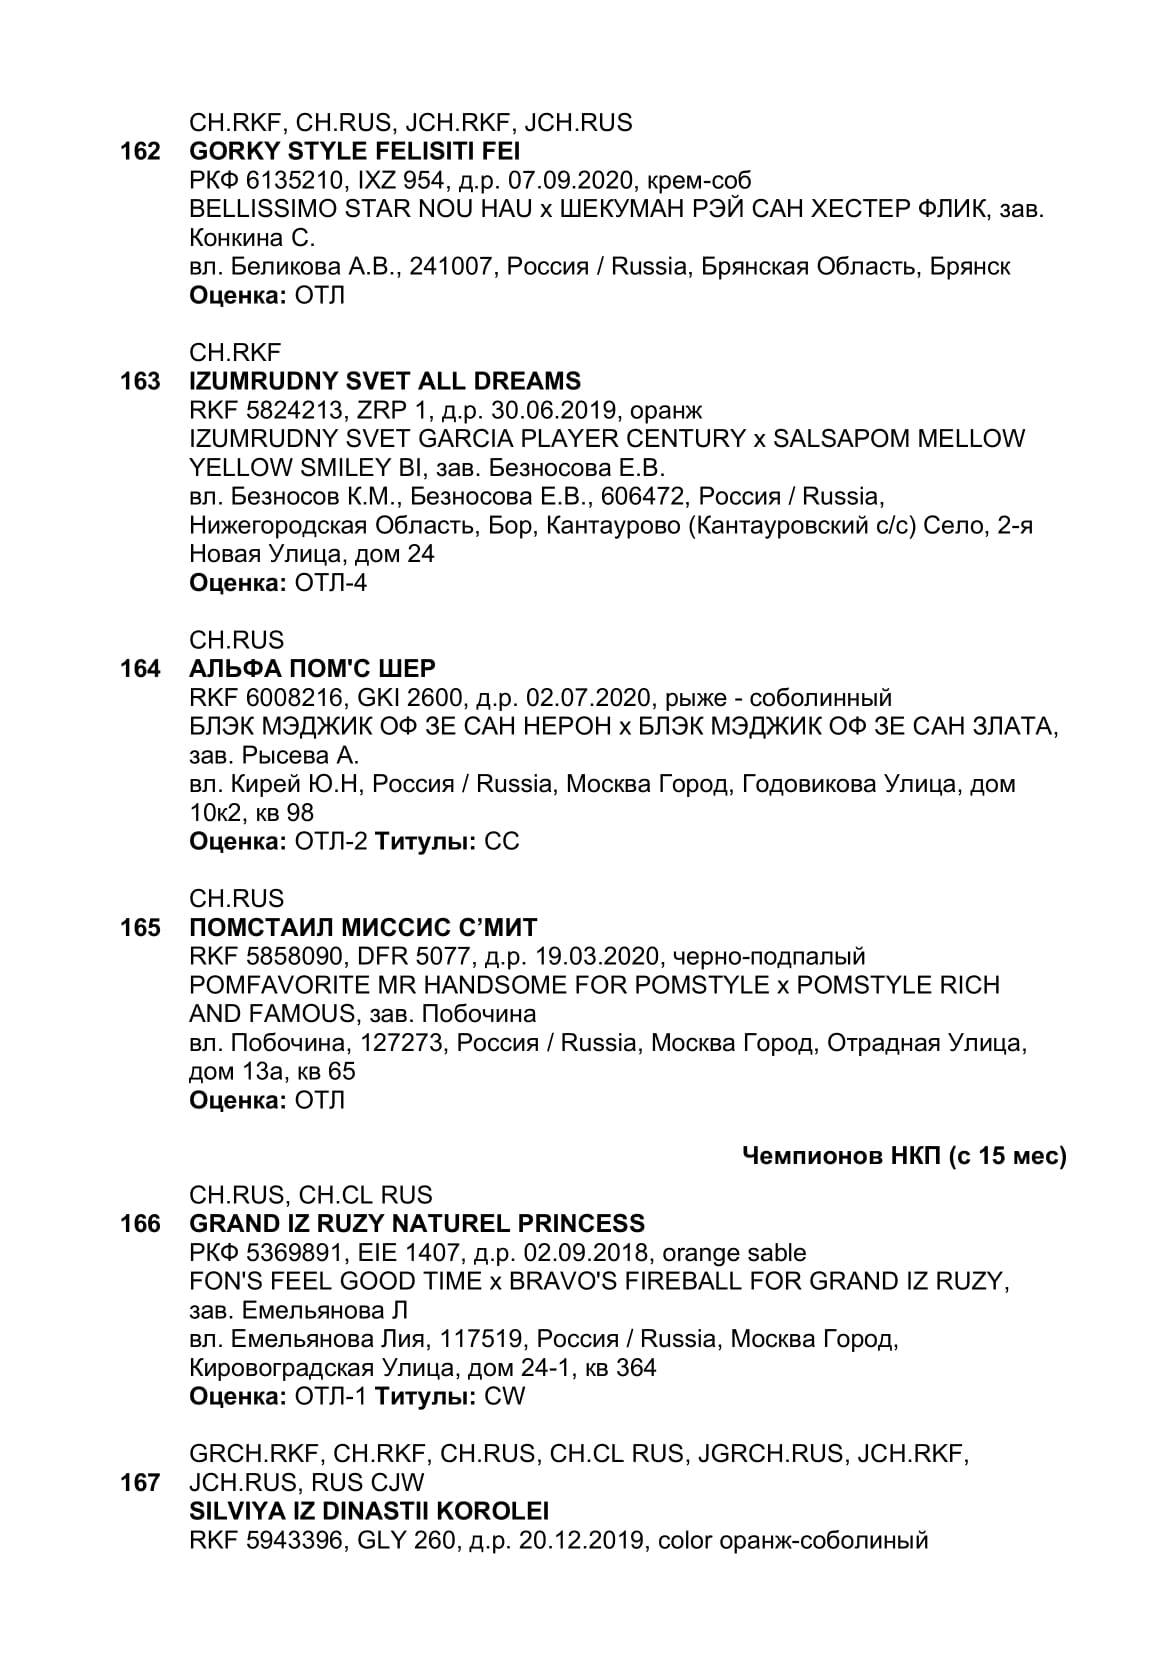 CH.RKF, CH.RUS, JCH.RKF, JCH.RUS
162 GORKY STYLE FELISITI FEI
РКФ 6135210, IXZ 954, д.р. 07.09.2020, крем-соб
BELLISSIMO STAR NOU HAU x ШЕКУМАН РЭЙ САН ХЕСТЕР ФЛИК, зав.
Конкина С.
вл. Беликова А.В., 241007, Россия / Russia, Брянская Область, Брянск
Оценка: ОТЛ
CH.RKF
163 IZUMRUDNY SVET ALL DREAMS
RKF 5824213, ZRP 1, д.р. 30.06.2019, оранж
IZUMRUDNY SVET GARCIA PLAYER CENTURY x SALSAPOM MELLOW
YELLOW SMILEY BI, зав. Безносова Е.В.
вл. Безносов К.М., Безносова Е.В., 606472, Россия / Russia,
Нижегородская Область, Бор, Кантаурово (Кантауровский с/с) Село, 2-я
Новая Улица, дом 24
Оценка: ОТЛ-4
CH.RUS
164 АЛЬФА ПОМ'С ШЕР
RKF 6008216, GKI 2600, д.р. 02.07.2020, рыже - соболинный
БЛЭК МЭДЖИК ОФ ЗЕ САН НЕРОН x БЛЭК МЭДЖИК ОФ ЗЕ САН ЗЛАТА,
зав. Рысева А.
вл. Кирей Ю.Н, Россия / Russia, Москва Город, Годовикова Улица, дом
10к2, кв 98
Оценка: ОТЛ-2 Титулы: СС
CH.RUS
165 ПОМСТАИЛ МИССИС С’МИТ
RKF 5858090, DFR 5077, д.р. 19.03.2020, черно-подпалый
POMFAVORITE MR HANDSOME FOR POMSTYLE x POMSTYLE RICH
AND FAMOUS, зав. Побочина
вл. Побочина, 127273, Россия / Russia, Москва Город, Отрадная Улица,
дом 13а, кв 65
Оценка: ОТЛ
Чемпионов НКП (с 15 мес)
CH.RUS, CH.CL RUS
166 GRAND IZ RUZY NATUREL PRINCESS
РКФ 5369891, EIE 1407, д.р. 02.09.2018, orange sable
FON'S FEEL GOOD TIME x BRAVO'S FIREBALL FOR GRAND IZ RUZY,
зав. Емельянова Л
вл. Емельянова Лия, 117519, Россия / Russia, Москва Город,
Кировоградская Улица, дом 24-1, кв 364
Оценка: ОТЛ-1 Титулы: CW
GRCH.RKF, CH.RKF, CH.RUS, CH.CL RUS, JGRCH.RUS, JCH.RKF,
167 JCH.RUS, RUS CJW
SILVIYA IZ DINASTII KOROLEI
RKF 5943396, GLY 260, д.р. 20.12.2019, color оранж-соболиный